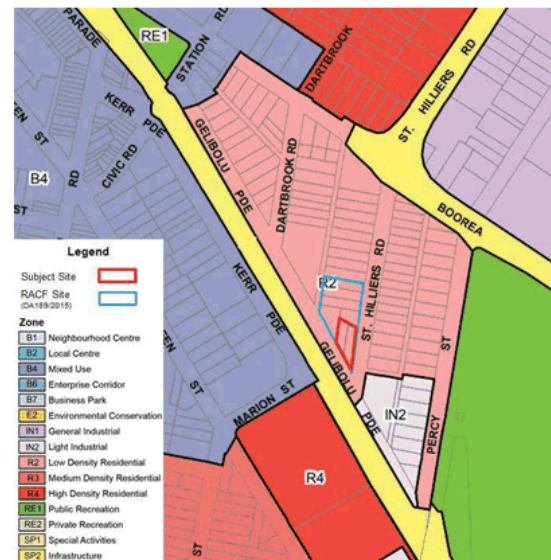 PARADE
RE1
STATION RD
DARTBROOK
ST. HILLIERS RD
KERR PDE
CIVIC RD
ST
RD
B4
ST
GELIBOLU PDE
DARTBROOK RD
BOOREA
KERR PDE
R2
ST. HILLIERS RD
ST
GELIBOLU PDE
MARION ST
IN2
PERCY
R4
ST
ST
Legend
Subject Site
RACF Site
(DA189/2015)
Zone
B1 Neighbourhood Centre
B2 Local Centre
B4 Mixed Use
B6 Enterprise Corridor
B7 Business Park
E2 Environmental Conservation
IN1 General Industrial
IN2 Light Industrial
R2 Low Density Residential
R3 Medium Density Residential
R4 High Density Residential
RE1 Public Recreation
RE2 Private Recreation
SP1 Special Activities
SP2 Infrastructure